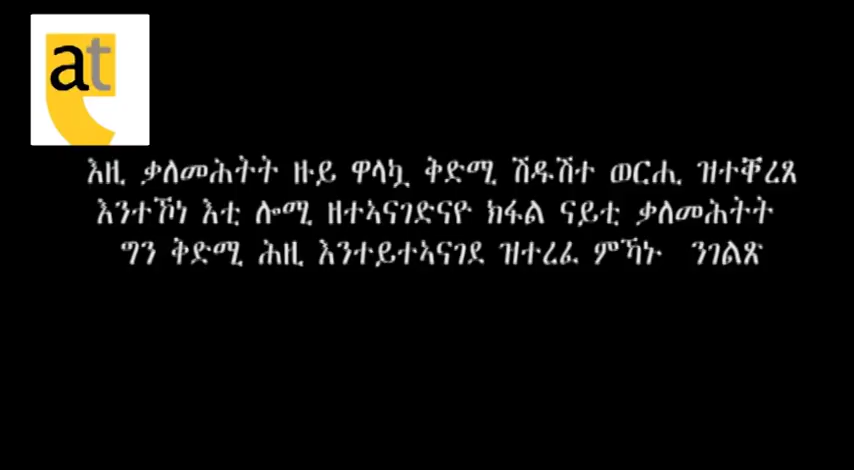 at
እዚ ቃለመሕትት ዙይ ዋላኳ ቅድሚ ሽዱሽተ ወርሒ ዝተቐረጸ
እንተኾነ እቲ ሎሚ ዘተኣናገድናዮ ክፋል ናይቲ ቃለመሕትት
ግን ቅድሚ ሕዚ እንተይተኣናገደ ዝተረፈ ምኻኑ ንገልጽ